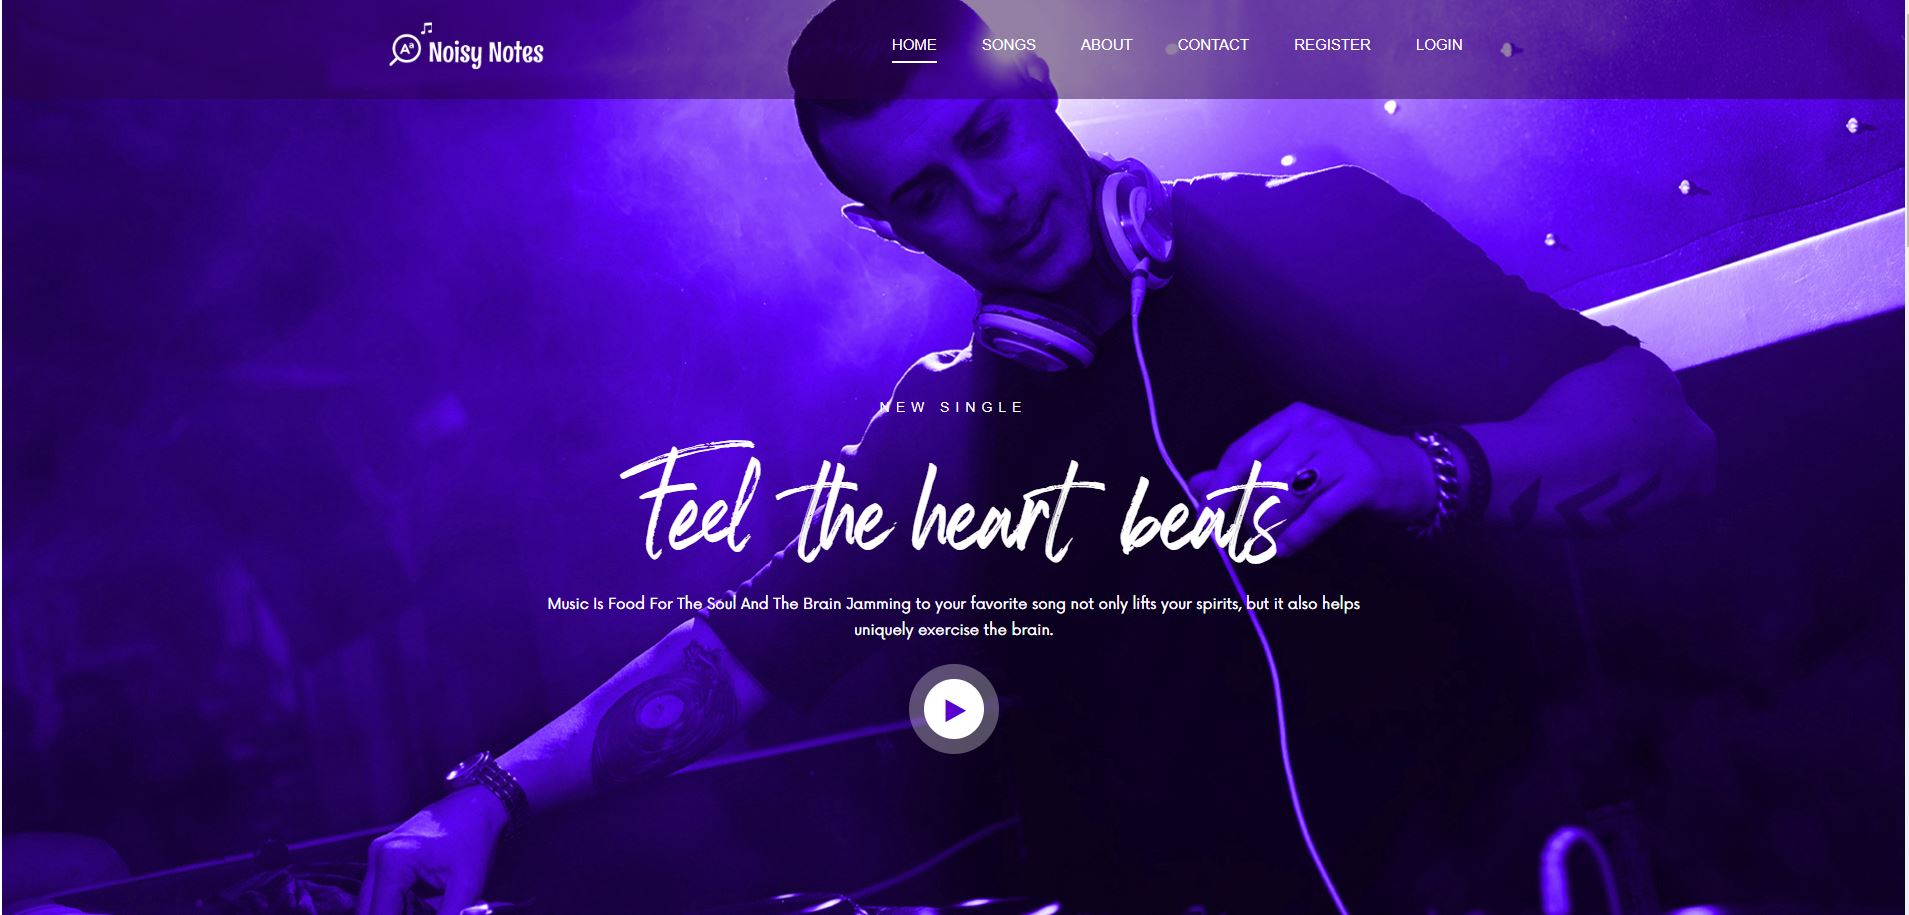 Aª Noisy Notes
HOME SONGS ABOUT CONTACT REGISTER LOGIN
NEW SINGLE
Feel the heart beats
Music Is Food For The Soul And The Brain Jamming to your favorite song not only lifts your spirits, but it also helps
uniquely exercise the brain.